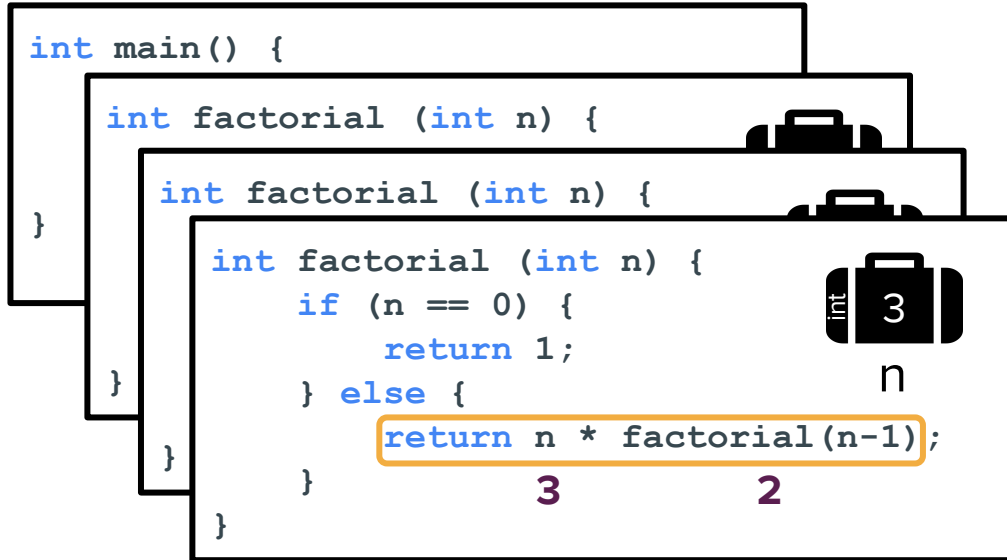 int main() {
}
int factorial (int n) {
}
int factorial (int n) {
}
int factorial (int n) {
if (n == 0) {
return 1;
} else {
return n * factorial(n-1);
}
3 2
}
int 3
n